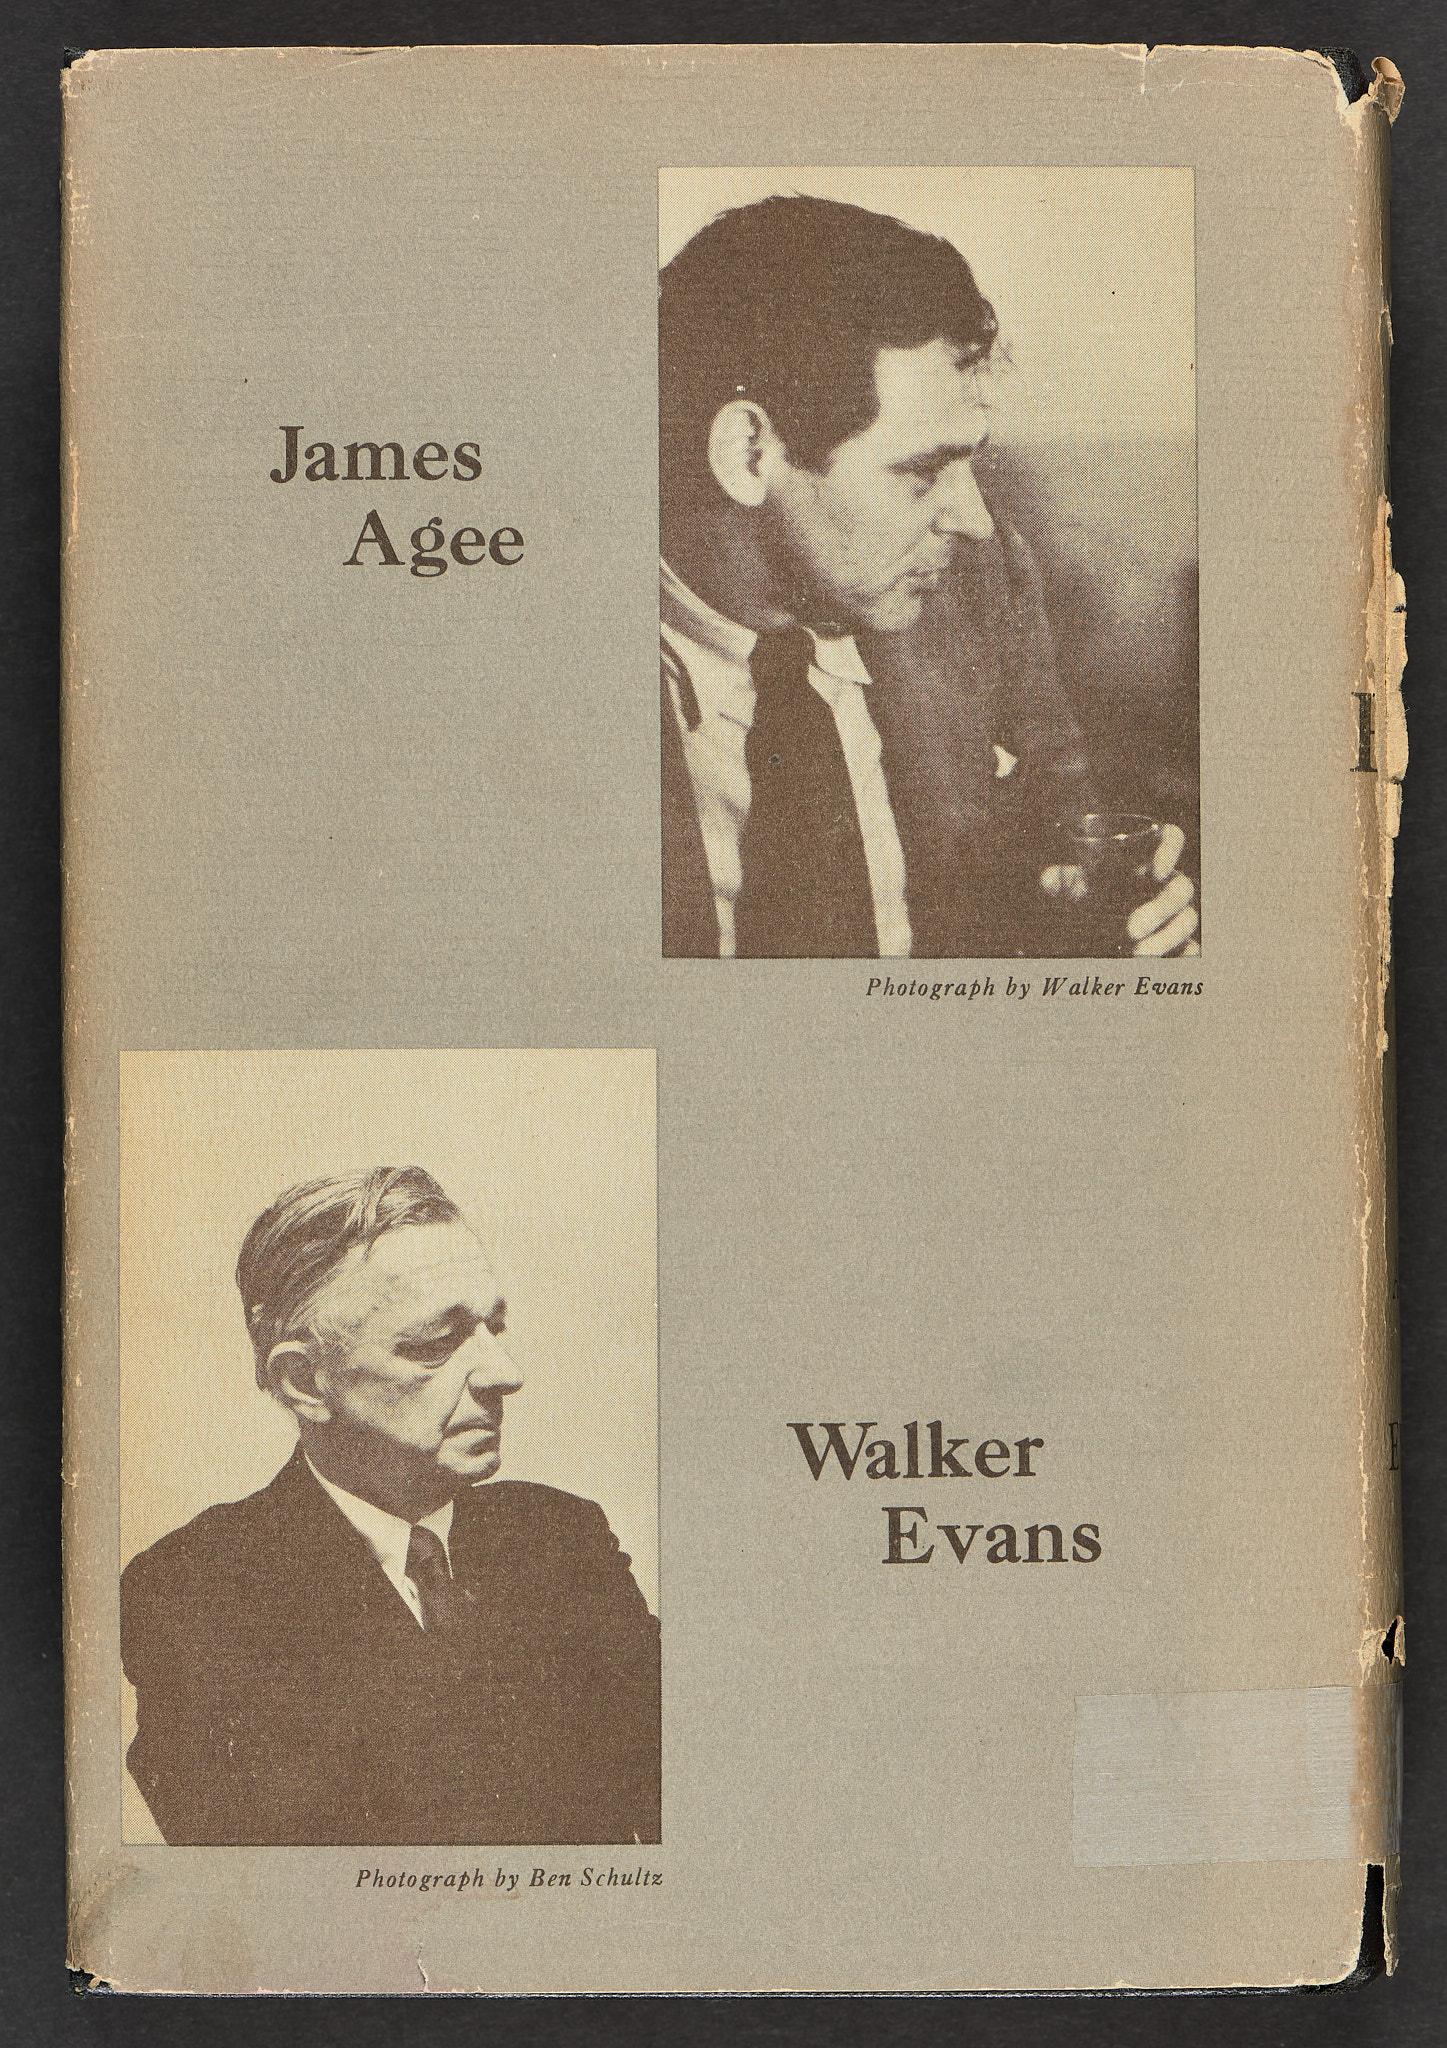 James
Agee
Photograph by Walker Evans
Photograph by Ben Schultz
Walker
Evans